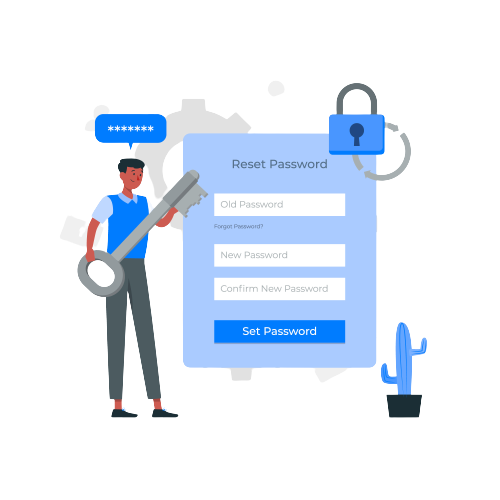 *******
Reset Password
Old Password
Forgot Password?
New Password
Confirm New Password
Set Password